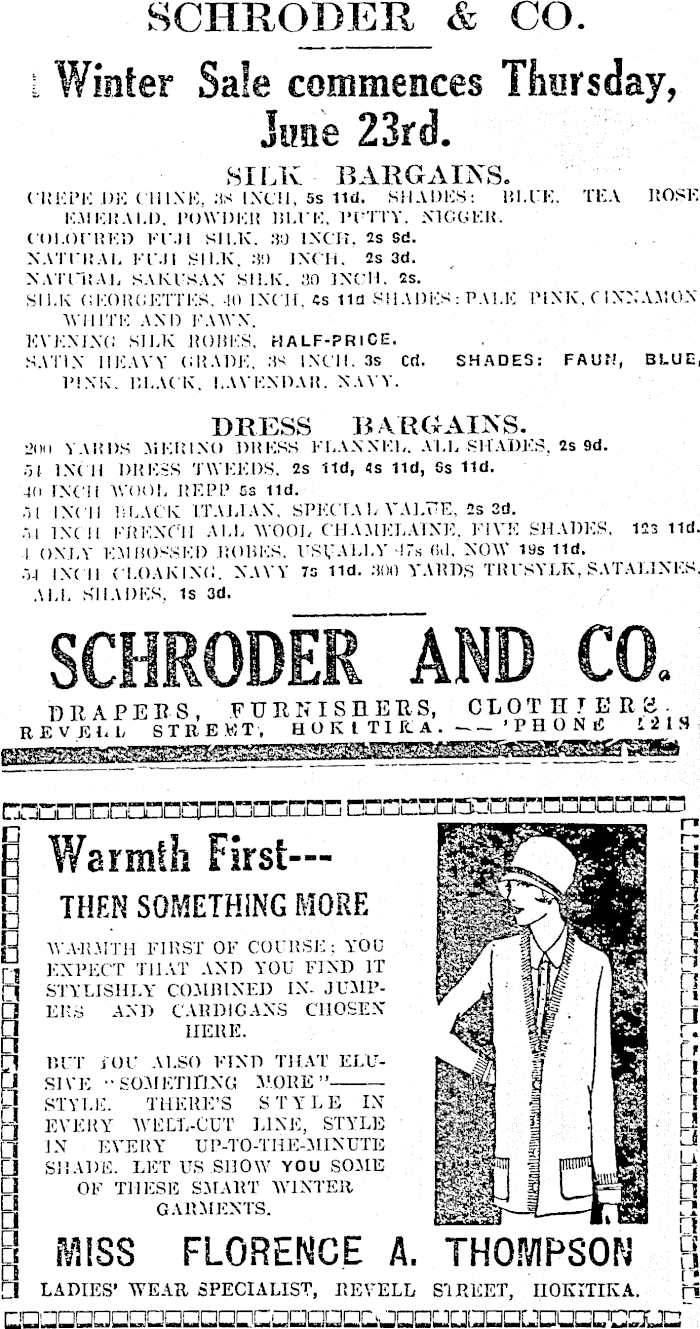 SCHRODER & CO.
Winter Sale commences Thursday,
June 23rd.
SILK BARGAINS.
CREPE DE CHINE, 38 INCH, 5s 11d. SHADES: BLUE, TEA ROSE
EMERALD, POWDER BLUE, PUTTY, NIGGER.
COLOURED FUJI SILK, 30 INCH, 2s 9d.
NATURAL FUJI SILK, 30 INCH, 2s 3d.
NATURAL SAKUSAN SILK, 30 INCH, 2s.
SILK GEORGETTES, 40 INCH, 4s 11d SHADES: PALE PINK, CINNAMON
WHITE AND FAWN,
EVENING SILK ROBES, HALF-PRICE.
SATIN HEAVY GRADE, 38 INCH, 3s SHADES: FAUN, BLUE,
PINK, BLACK, LAVENDAR, NAVY.
DRESS BARGAINS.
200 YARDS MERINO DRESS FLANNEL, ALL SHADES, 2s 9d.
54 INCH DRESS TWEEDS, 2s 11d, 4s 11d, 6s 11d.
40 INCH WOOL REPP 5s 11d.
54 INCH BLACK ITALIAN, SPECIAL VALUE, 2s 3d.
54 INCH FRENCH ALL WOOL CHAMELAINE, FIVE SHADES, 12s 11d.
4 ONLY EMBOSSED ROBES, USUALLY 47s 6d, NOW 19s 11d.
54 INCH CLOAKING, NAVY 7s 11d. 300 YARDS TRUSYLK, SATALINES,
ALL SHADES, 1s 3d.
SCHRODER AND CO.
DRAPERS, FURNISHERS, CLOTHIERS.
REVELL STREET, HOKITIKA. —— 'PHONE
Warmth First---
THEN SOMETHING MORE
WARMTH FIRST OF COURSE; YOU
EXPECT THAT AND YOU FIND IT
STYLISHLY COMBINED IN JUMP-
ERS AND CARDIGANS CHOSEN
HERE.
BUT YOU ALSO FIND THAT ELU-
SIVE "SOMETHING MORE"——
STYLE. THERE'S STYLE IN
EVERY WELL-CUT LINE, STYLE
IN EVERY UP-TO-THE-MINUTE
SHADE. LET US SHOW YOU SOME
OF THESE SMART WINTER
GARMENTS.
MISS FLORENCE A. THOMPSON
LADIES' WEAR SPECIALIST, REVELL STREET, HOKITIKA.